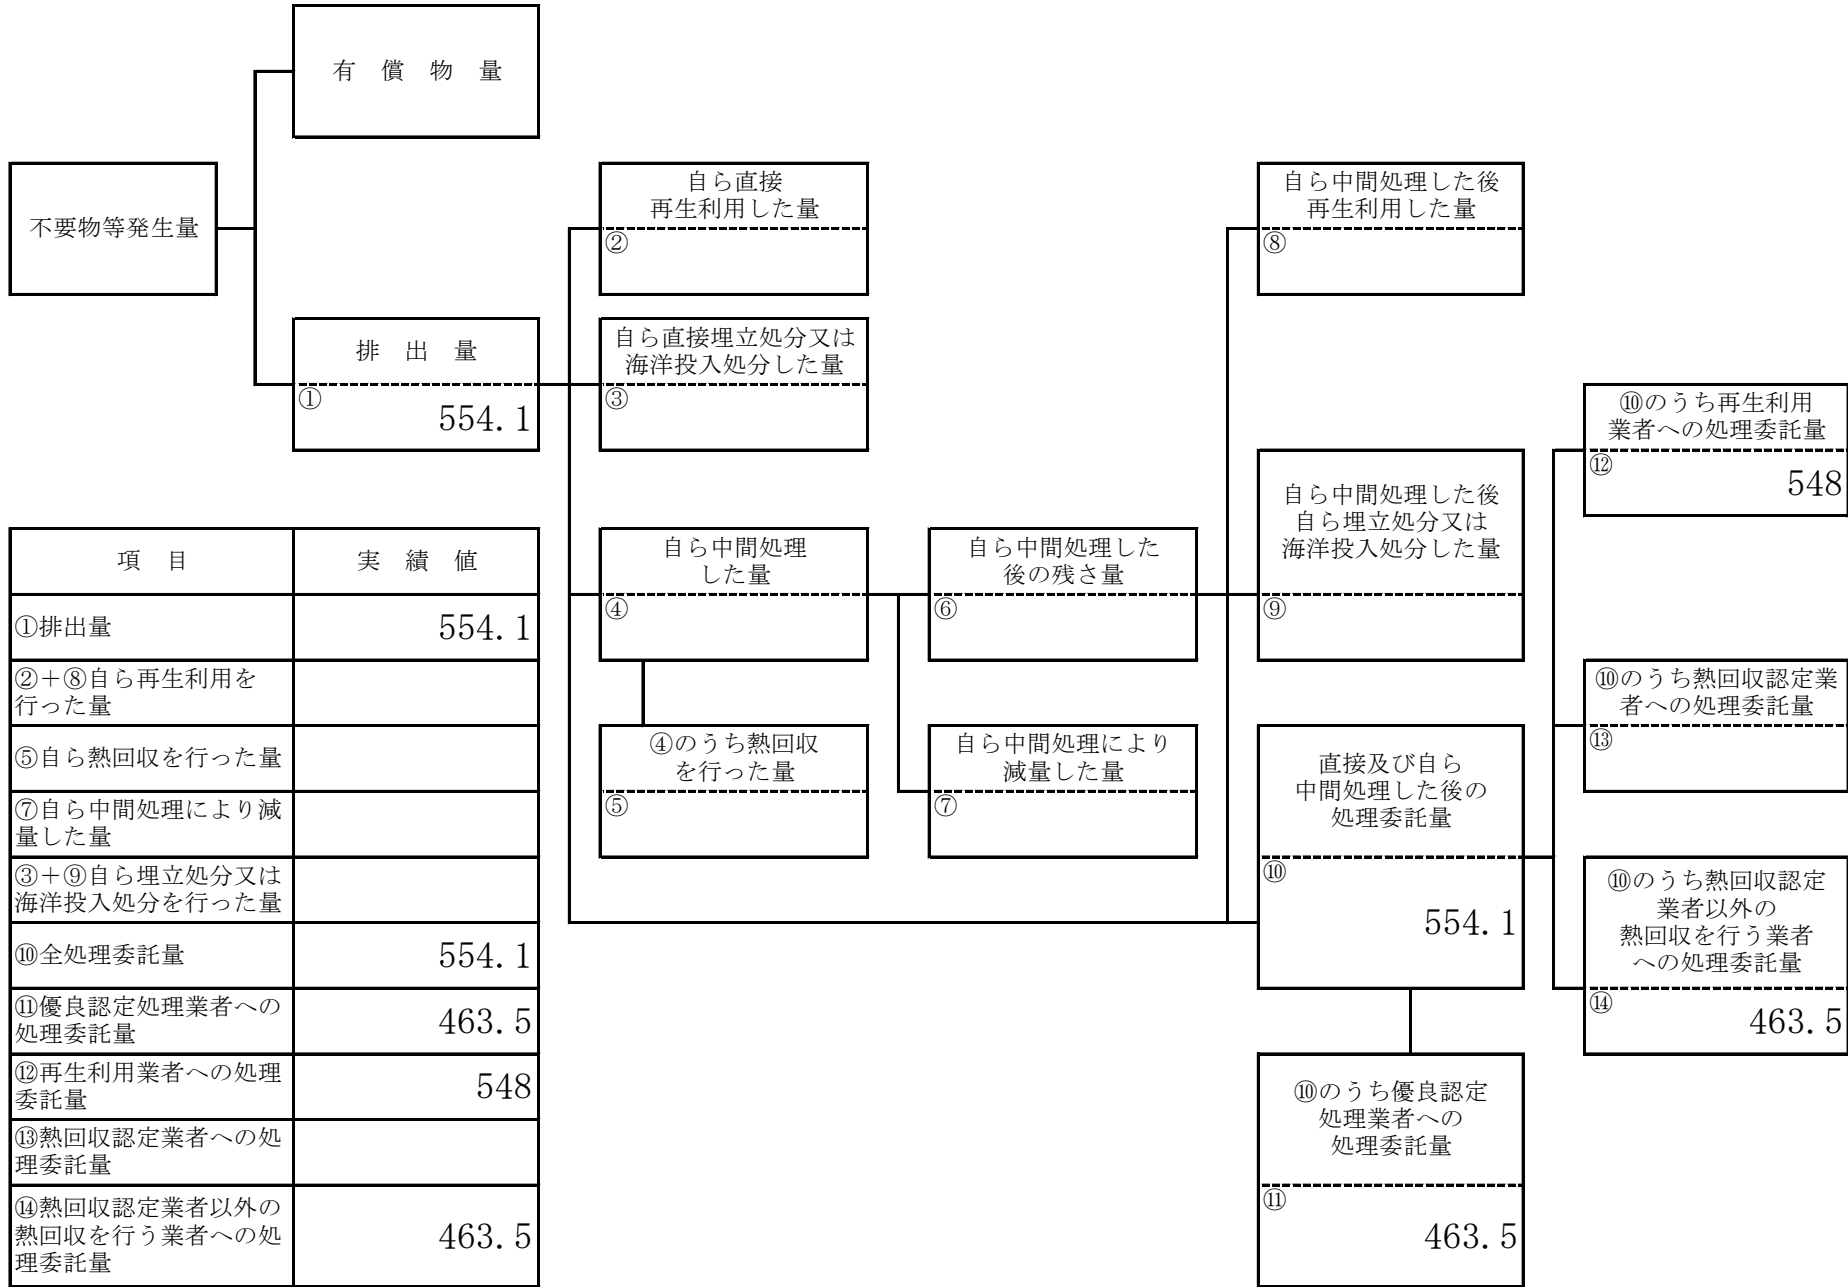 有 償 物 量
不要物等発生量
排 出 量
①
554.1
自ら直接
再生利用した量
②
自ら直接埋立処分又は
海洋投入処分した量
③
自ら中間処理
した量
④
④のうち熱回収
を行った量
⑤
自ら中間処理した
後の残さ量
⑥
自ら中間処理により
減量した量
⑦
自ら中間処理した後
再生利用した量
⑧
自ら中間処理した後
自ら埋立処分又は
海洋投入処分した量
⑨
直接及び自ら
中間処理した後の
処理委託量
⑩
554.1
⑩のうち優良認定
処理業者への
処理委託量
⑪
463.5
⑩のうち再生利用
業者への処理委託量
⑫
548
⑩のうち熱回収認定業
者への処理委託量
⑬
⑩のうち熱回収認定
業者以外の
熱回収を行う業者
への処理委託量
⑭
463.5
項 目 実 績 値
①排出量 554.1
②+⑧自ら再生利用を
行った量
⑤自ら熱回収を行った量
⑦自ら中間処理により減
量した量
③+⑨自ら埋立処分又は
海洋投入処分を行った量
⑩全処理委託量 554.1
⑪優良認定処理業者への
処理委託量 463.5
⑫再生利用業者への処理
委託量 548
⑬熱回収認定業者への処
理委託量
⑭熱回収認定業者以外の
熱回収を行う業者への処
理委託量 463.5